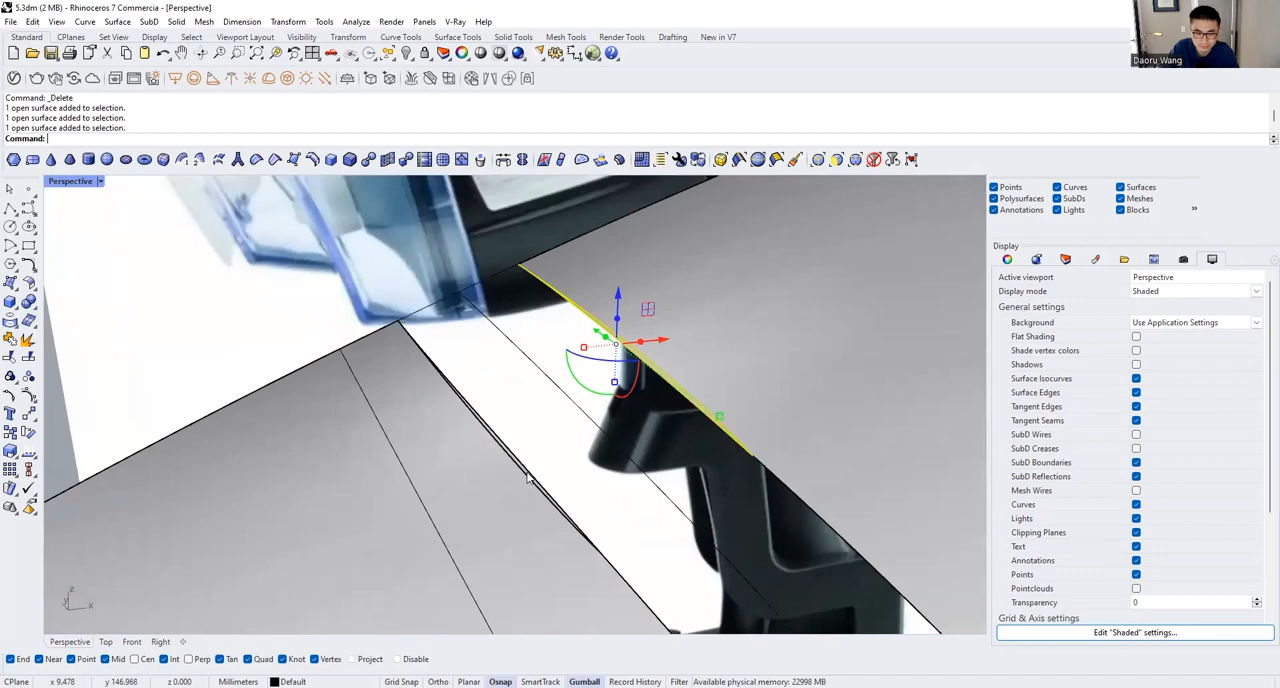 5.3dm (2 MB) - Rhinoceros 7 Commercia - [Perspective]
File Edit View Curve Surface SubD Solid Mesh Dimension Transform Tools Analyze Render Panels V-Ray Help
Standard CPlanes Set View Display Select Viewport Layout Visibility Transform Curve Tools Surface Tools Solid Tools Mesh Tools Render Tools Drafting New in V7
Daoru Wang
Command: _Delete
1 open surface added to selection.
1 open surface added to selection.
1 open surface added to selection.
Command:
Perspective
Points Curves Surfaces
Polysurfaces SubDs Meshes
Annotations Lights Blocks
Display
Active viewport Perspective
Display mode Shaded
General settings
Background Use Application Settings
Flat Shading
Shade vertex colors
Shadows
Surface Isocurves
Surface Edges
Tangent Edges
Tangent Seams
SubD Wires
SubD Creases
SubD Boundaries
SubD Reflections
Mesh Wires
Curves
Lights
Clipping Planes
Text
Annotations
Points
Pointclouds
Transparency 0
Grid & Axis settings
Edit "Shaded" settings...
z
y
x
Perspective Top Front Right
End Near Point Mid Cen Int Perp Tan Quad Knot Vertex Project Disable
CPlane x 9.478 y 146.968 z 0.000 Millimeters Default Grid Snap Ortho Planar Osnap SmartTrack Gumball Record History Filter Available physical memory: 22998 MB